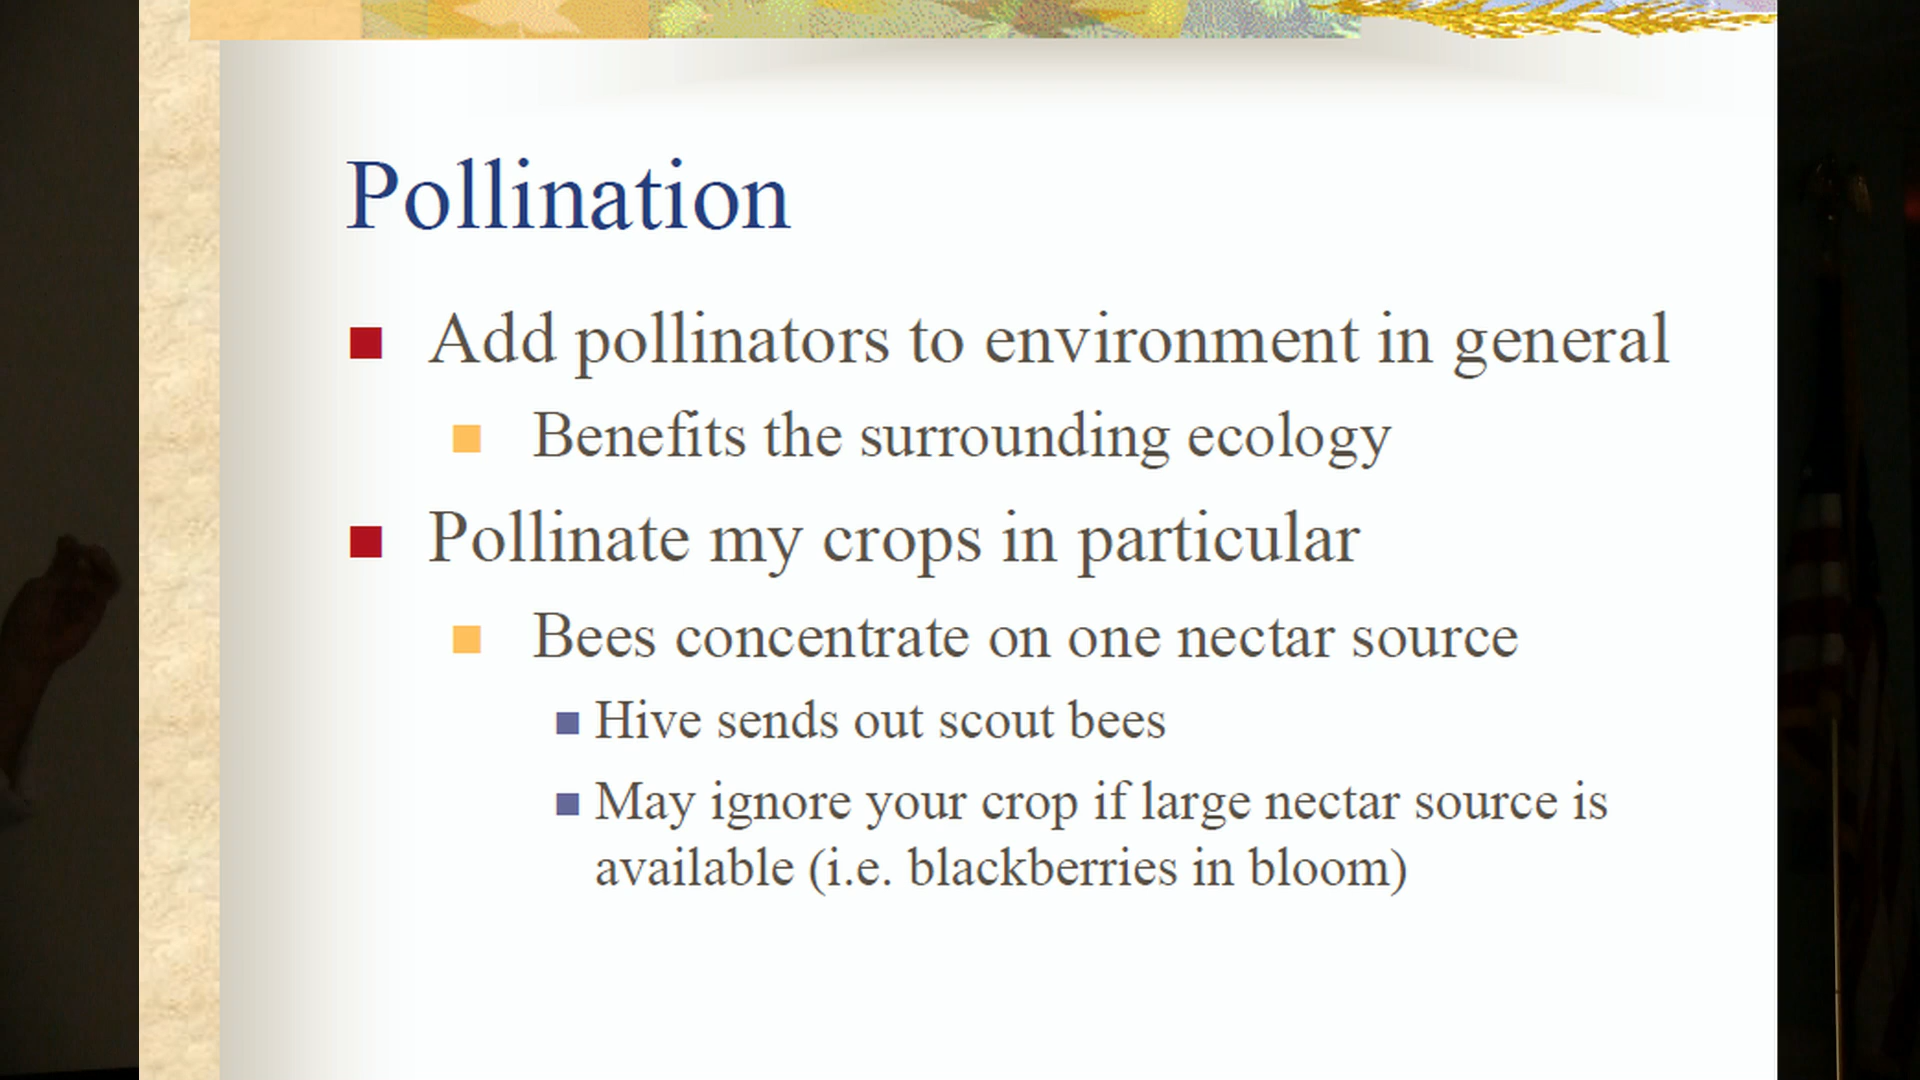 Pollination
Add pollinators to environment in general
Benefits the surrounding ecology
Pollinate my crops in particular
Bees concentrate on one nectar source
Hive sends out scout bees
May ignore your crop if large nectar source is
available (i.e. blackberries in bloom)